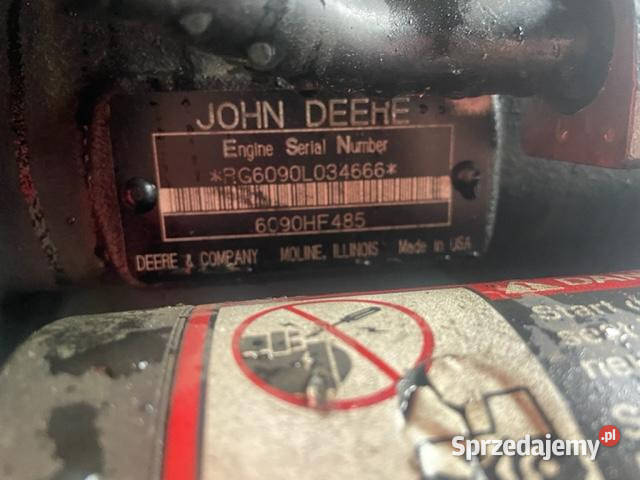 JOHN DEERE
Engine Serial Number
*RG6090L034666*
6090HF485
DEERE & COMPANY MOLINE, ILLINOIS Made in USA
Start
Sprzedajemy.pl